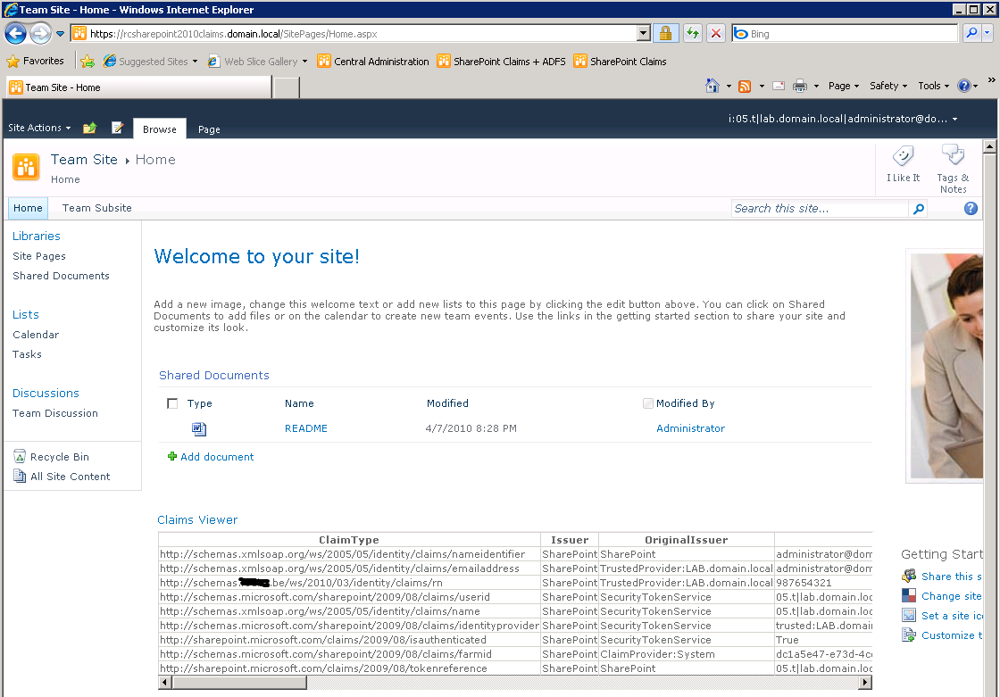 Team Site - Home - Windows Internet Explorer
https://rcsharepoint2010claims.domain.local/SitePages/Home.aspx
Bing
Favorites
Suggested Sites
Web Slice Gallery
Central Administration
SharePoint Claims + ADFS
SharePoint Claims
Team Site - Home
Page
Safety
Tools
Site Actions
Browse
Page
i:05.t|lab.domain.local|administrator@do...
Team Site
Home
Home
I Like It
Tags &
Notes
Home
Team Subsite
Search this site...
Libraries
Site Pages
Shared Documents
Lists
Calendar
Tasks
Discussions
Team Discussion
Recycle Bin
All Site Content
Welcome to your site!
Add a new image, change this welcome text or add new lists to this page by clicking the edit button above. You can click on Shared
Documents to add files or on the calendar to create new team events. Use the links in the getting started section to share your site and
customize its look.
Shared Documents
Type Name Modified Modified By
README 4/7/2010 8:28 PM Administrator
Add document
Claims Viewer
ClaimType Issuer OriginalIssuer
http://schemas.xmlsoap.org/ws/2005/05/identity/claims/nameidentifier SharePoint SharePoint administrator@dom
http://schemas.xmlsoap.org/ws/2005/05/identity/claims/emailaddress SharePoint TrustedProvider:LAB.domain.local administrator@dom
http://schemas. .be/ws/2010/03/identity/claims/rn SharePoint TrustedProvider:LAB.domain.local 987654321
http://schemas.microsoft.com/sharepoint/2009/08/claims/userid SharePoint SecurityTokenService 05.t|lab.domain.loc
http://schemas.xmlsoap.org/ws/2005/05/identity/claims/name SharePoint SecurityTokenService 05.t|lab.domain.loc
http://schemas.microsoft.com/sharepoint/2009/08/claims/identityprovider SharePoint SecurityTokenService trusted:LAB.domain
http://sharepoint.microsoft.com/claims/2009/08/isauthenticated SharePoint SecurityTokenService True
http://schemas.microsoft.com/sharepoint/2009/08/claims/farmid SharePoint ClaimProvider:System dc1a5e47-e73d-4cc
http://sharepoint.microsoft.com/claims/2009/08/tokenreference SharePoint SharePoint 05.t|lab.domain.loc
Getting Start
Share this s
Change site
Set a site ico
Customize t